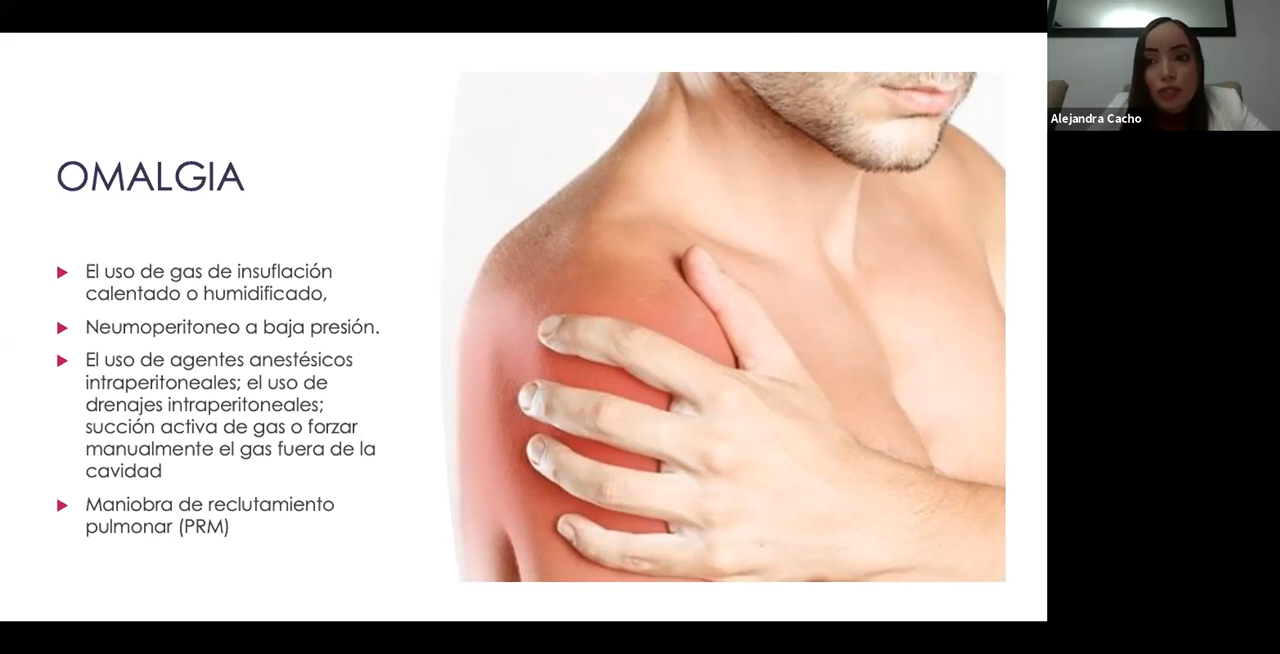 OMALGIA
El uso de gas de insuflación
calentado o humidificado,
Neumoperitoneo a baja presión.
El uso de agentes anestésicos
intraperitoneales; el uso de
drenajes intraperitoneales;
succión activa de gas o forzar
manualmente el gas fuera de la
cavidad
Maniobra de reclutamiento
pulmonar (PRM)
Alejandra Cacho